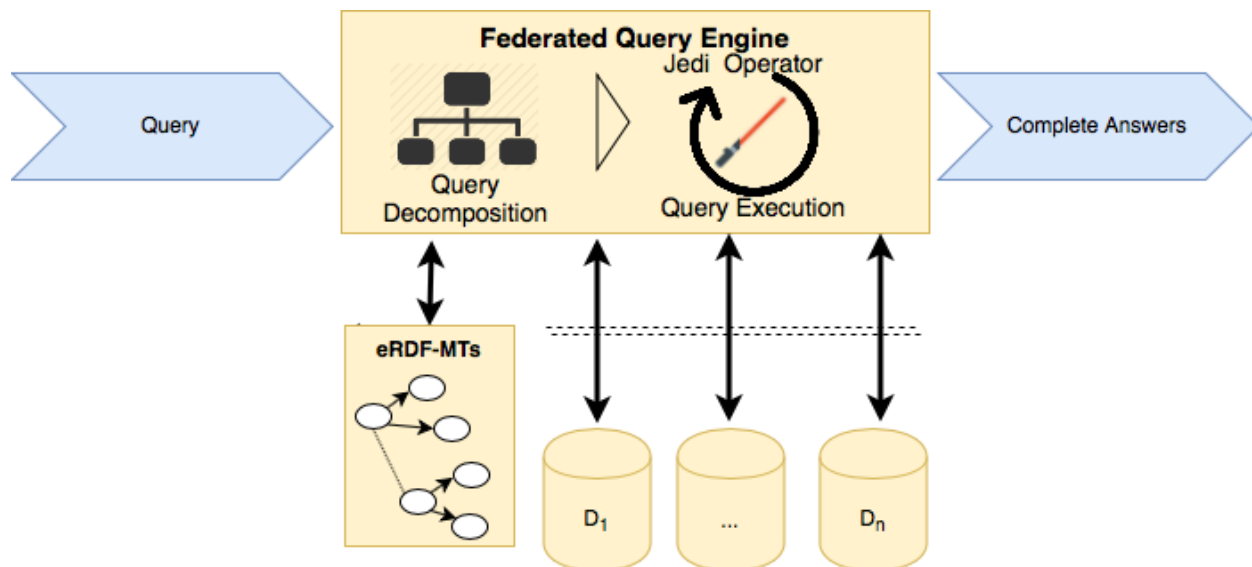 Federated Query Engine
Jedi Operator
Query
Query
Decomposition
Query Execution
Complete Answers
eRDF-MTs
D1
...
Dn